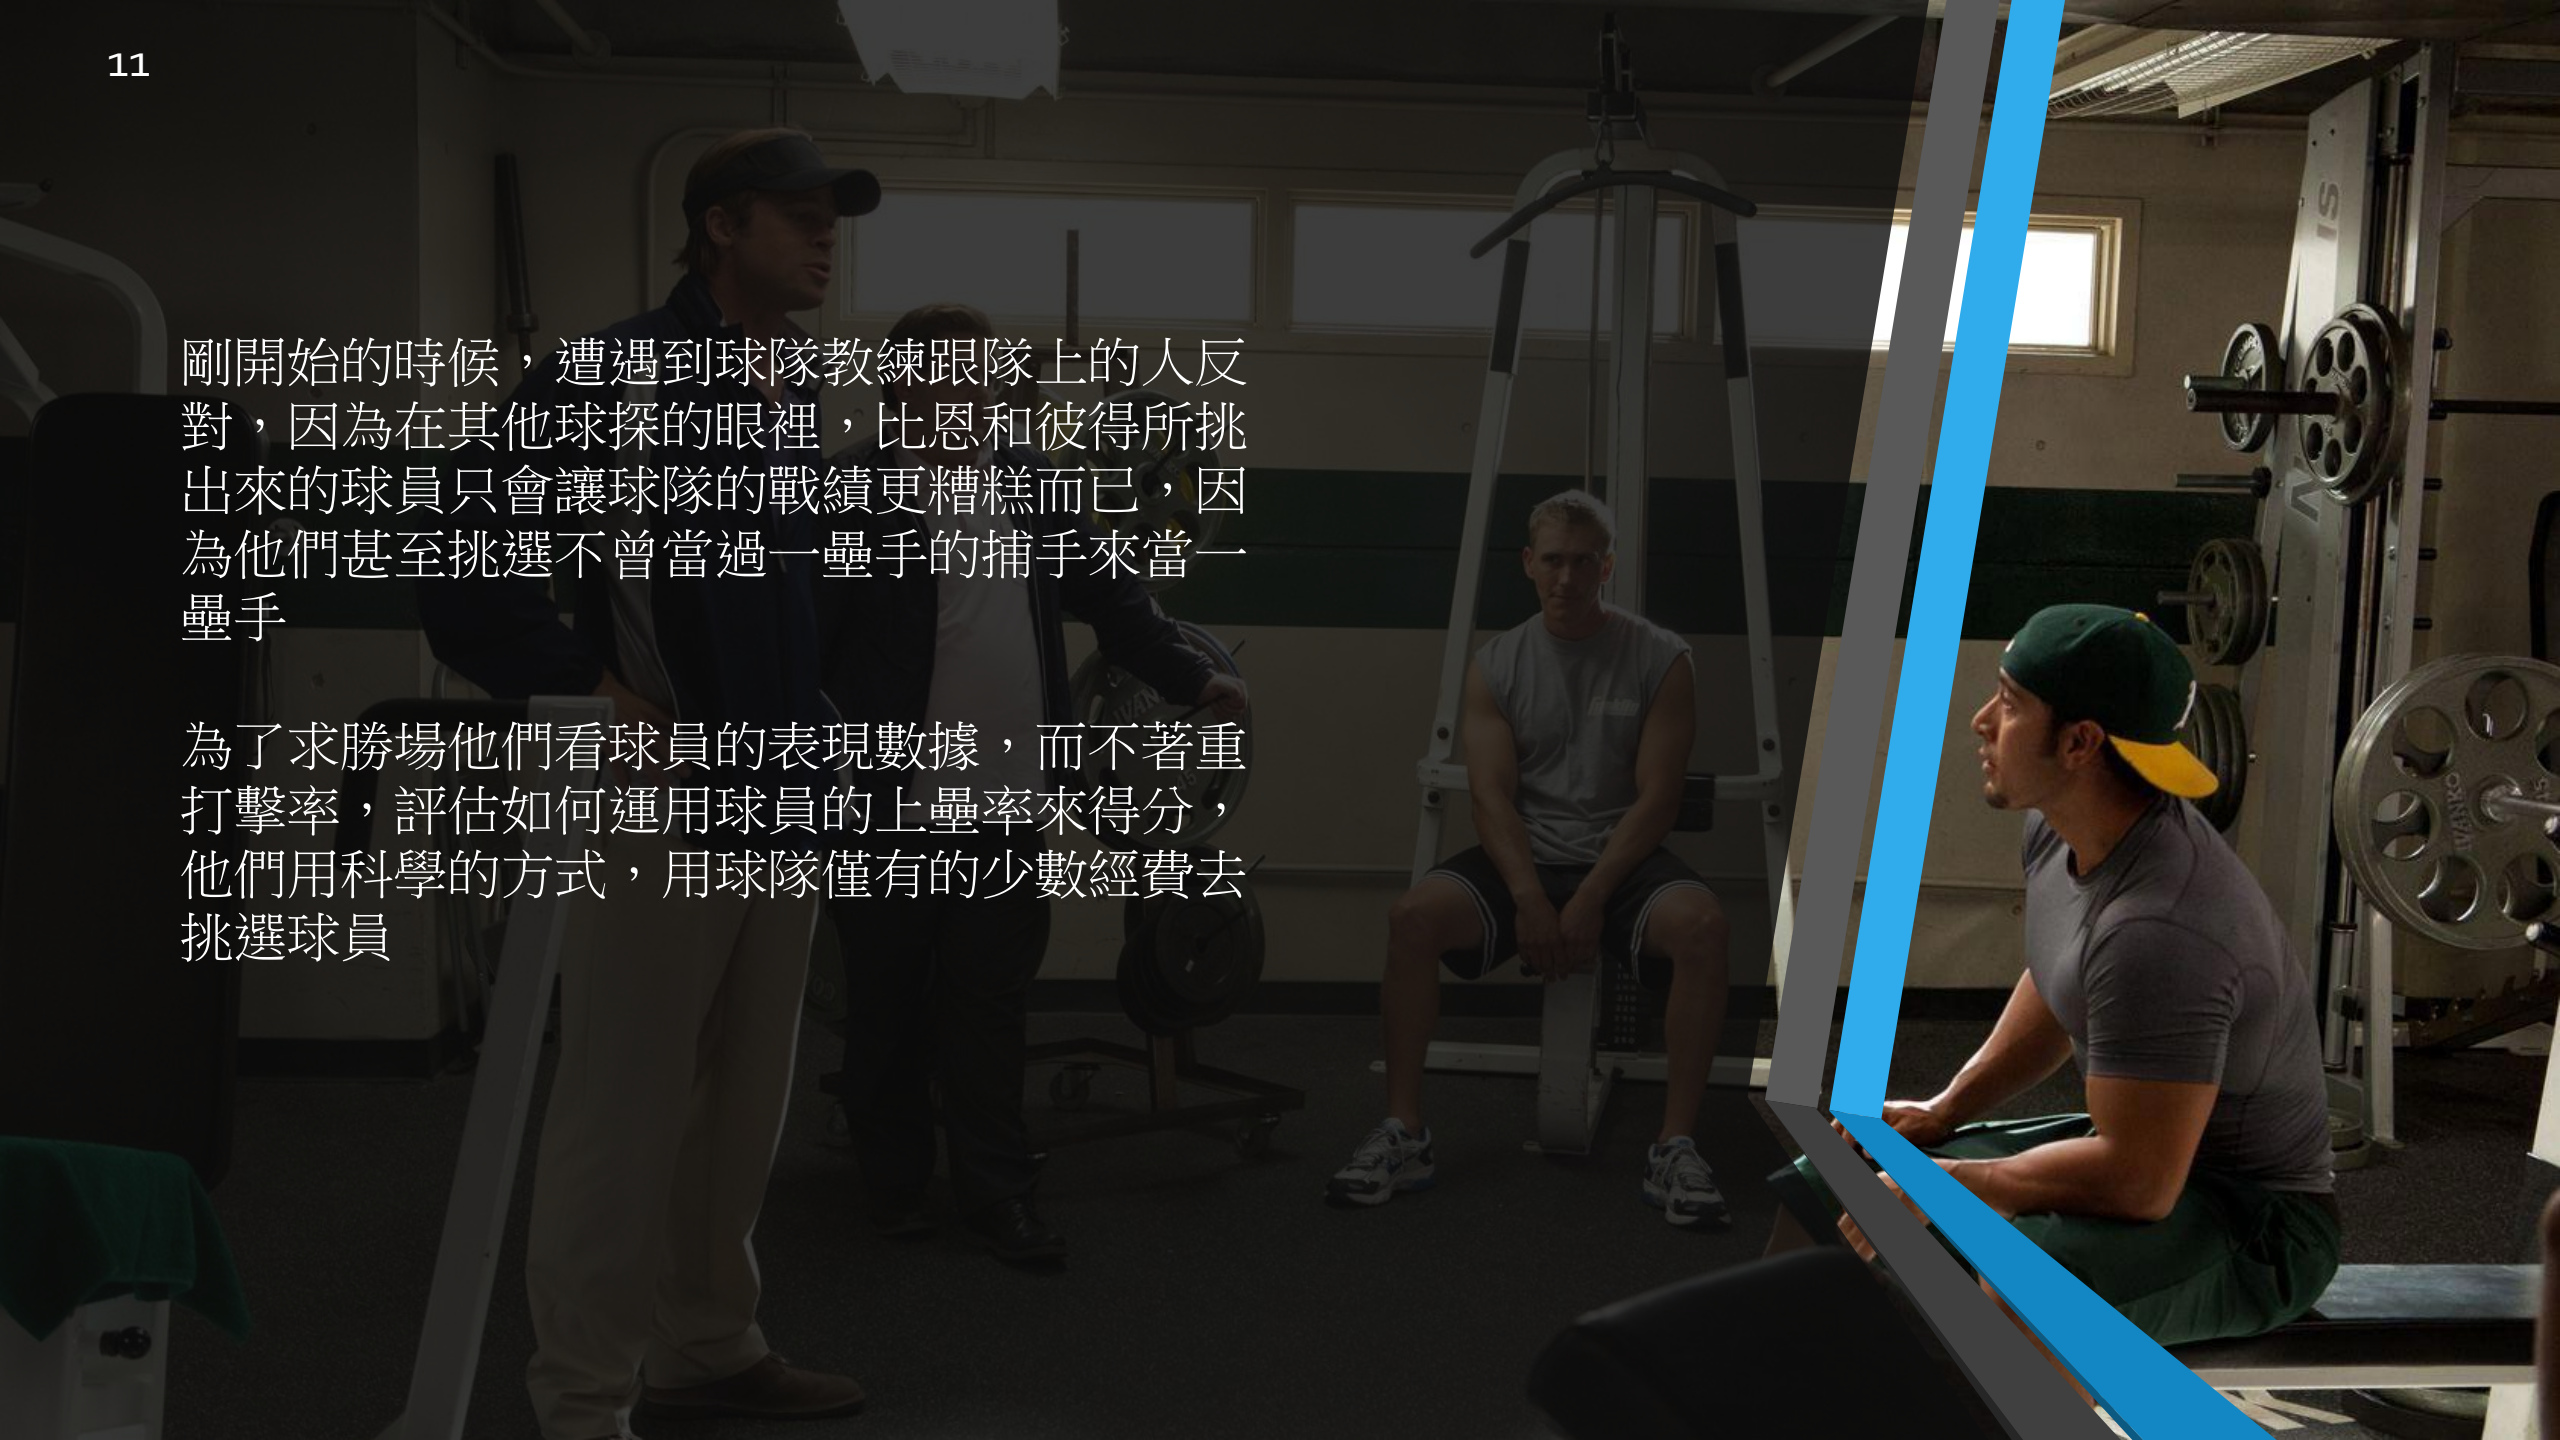 11
剛開始的時候，遭遇到球隊教練跟隊上的人反
對，因為在其他球探的眼裡，比恩和彼得所挑
出來的球員只會讓球隊的戰績更糟糕而已，因
為他們甚至挑選不曾當過一壘手的捕手來當一
壘手
為了求勝場他們看球員的表現數據，而不著重
打擊率，評估如何運用球員的上壘率來得分，
他們用科學的方式，用球隊僅有的少數經費去
挑選球員